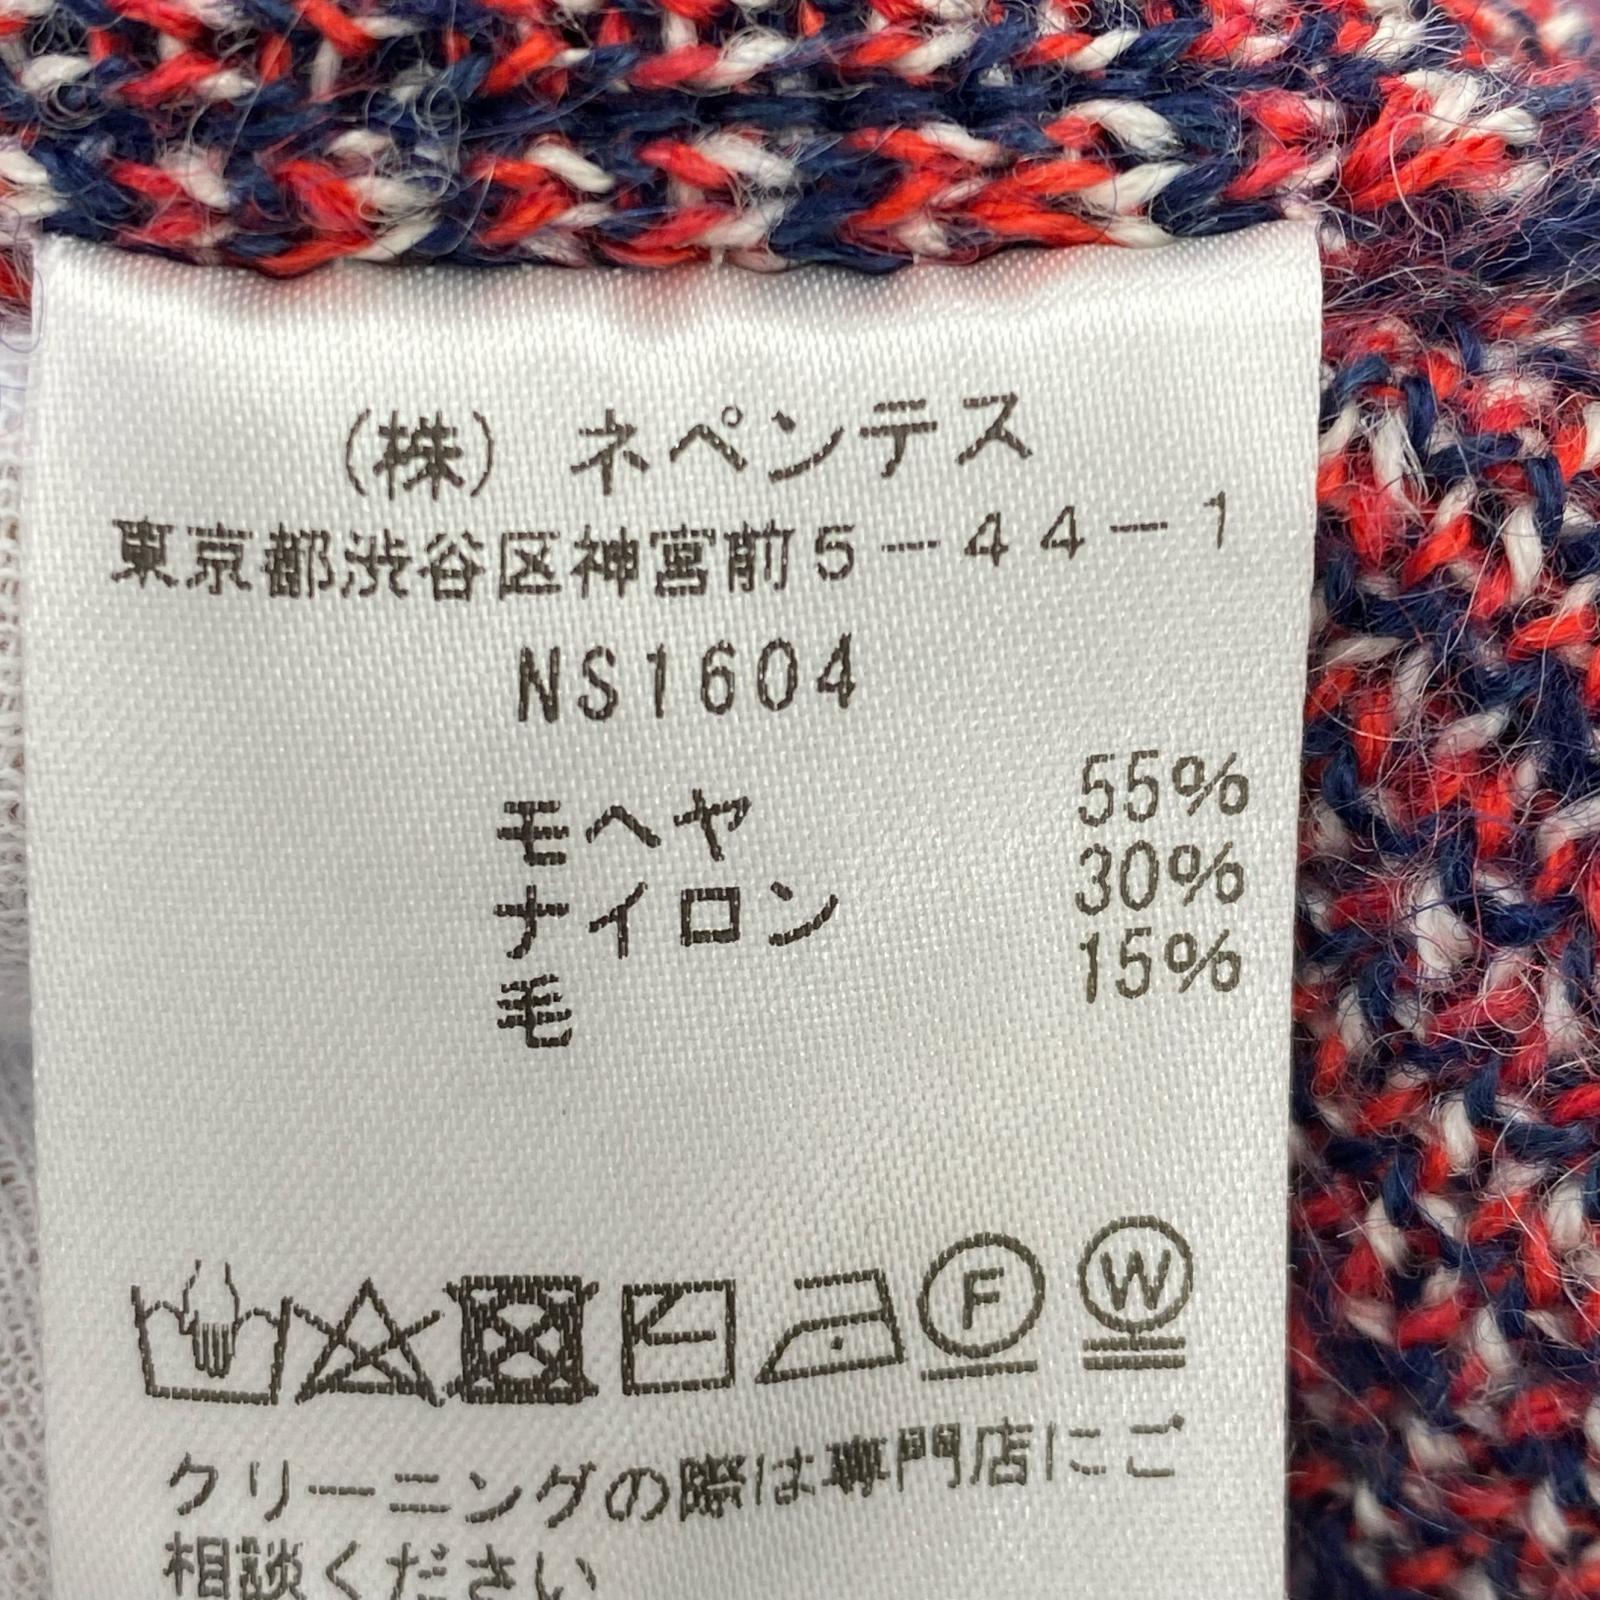 (株) ネペンテス
東京都渋谷区神宮前5-44-1
NS1604
モヘヤ 55%
ナイロン 30%
毛 15%
F W
クリーニングの際は専門店にご
相談ください